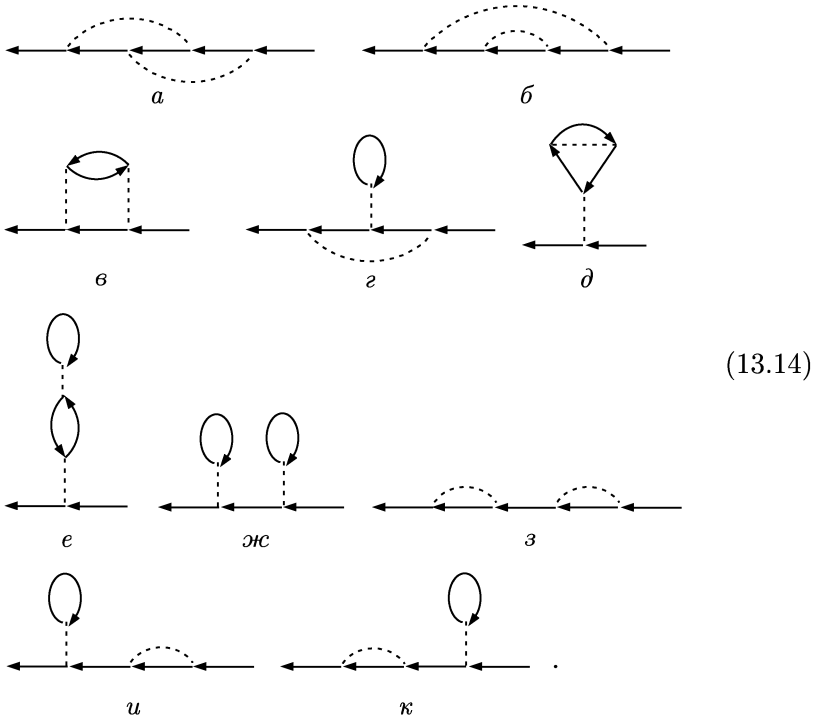 а б
в г д
(13.14)
е ж з
и к .